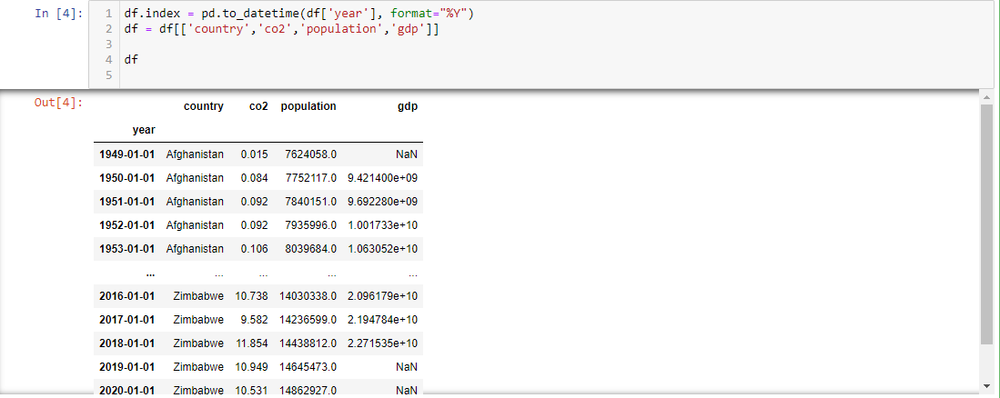 In [4]:
1 df.index = pd.to_datetime(df['year'], format="%Y")
2 df = df[['country','co2','population','gdp']]
3
4 df
5
Out[4]:
country co2 population gdp
year
1949-01-01 Afghanistan 0.015 7624058.0 NaN
1950-01-01 Afghanistan 0.084 7752117.0 9.421400e+09
1951-01-01 Afghanistan 0.092 7840151.0 9.692280e+09
1952-01-01 Afghanistan 0.092 7935996.0 1.001733e+10
1953-01-01 Afghanistan 0.106 8039684.0 1.063052e+10
... ... ... ... ...
2016-01-01 Zimbabwe 10.738 14030338.0 2.096179e+10
2017-01-01 Zimbabwe 9.582 14236599.0 2.194784e+10
2018-01-01 Zimbabwe 11.854 14438812.0 2.271535e+10
2019-01-01 Zimbabwe 10.949 14645473.0 NaN
2020-01-01 Zimbabwe 10.531 14862927.0 NaN